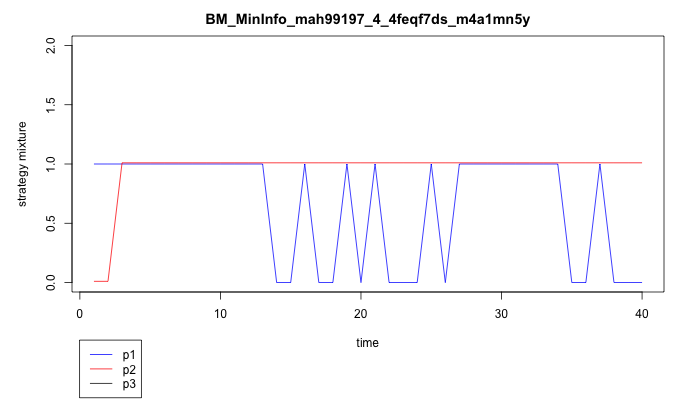 BM_MinInfo_mah99197_4_4feqf7ds_m4a1mn5y
strategy mixture
2.0
1.5
1.0
0.5
0.0
0 10 20 30 40
time
p1
p2
p3